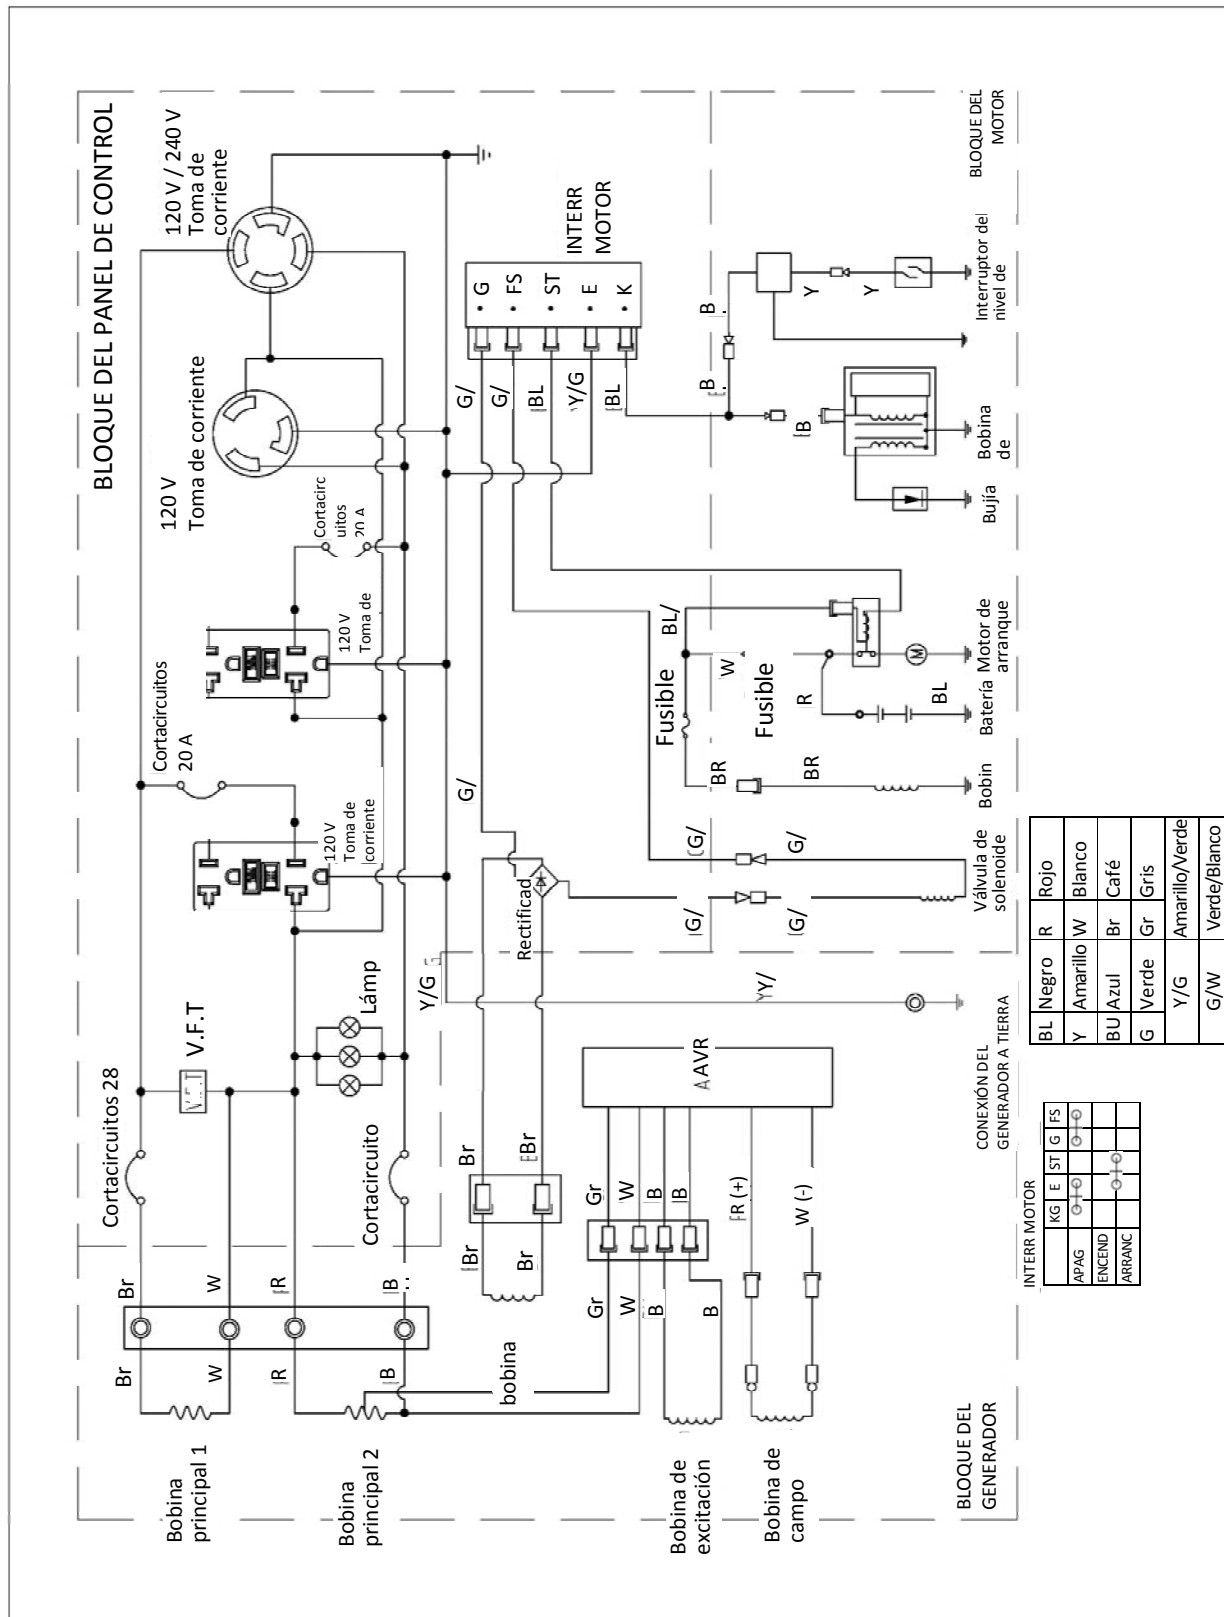 BLOQUE DEL PANEL DE CONTROL
120 V / 240 V
Toma de
corriente
120 V
Toma de corriente
Cortacirc
uitos
20 A
120 V
Toma de
Cortacircuitos
20 A
120 V
Toma de
corriente
V.F.T
Lámp
Cortacircuitos 28
Cortacircuito
Br
W
R
B
Br
W
R
B
Bobina
principal 1
Bobina
principal 2
bobina
INTERR
MOTOR
G
FS
ST
E
K
G/
G/
BL
Y/G
BL
G/
Rectificad
Y/G
Br
Br
Br
Br
BLOQUE DEL
MOTOR
B
B
B
Y
Y
Interruptor del
nivel de
Bobina
de
Bujía
BL/
W
Fusible
Fusible
R
BL
Motor de
arranque
Batería
BR
BR
Bobin
G/
G/
G/
G/
Válvula de
solenoide
Y/
AVR
Gr
W
B
B
R (+)
W (-)
Gr
W
B
B
Bobina de
excitación
Bobina de
campo
CONEXIÓN DEL
GENERADOR A TIERRA
BLOQUE DEL
GENERADOR
INTERR MOTOR
KG E ST G FS
APAG
ENCEND
ARRANC
BL Negro R Rojo
Y Amarillo W Blanco
BU Azul Br Café
G Verde Gr Gris
Y/G Amarillo/Verde
G/W Verde/Blanco